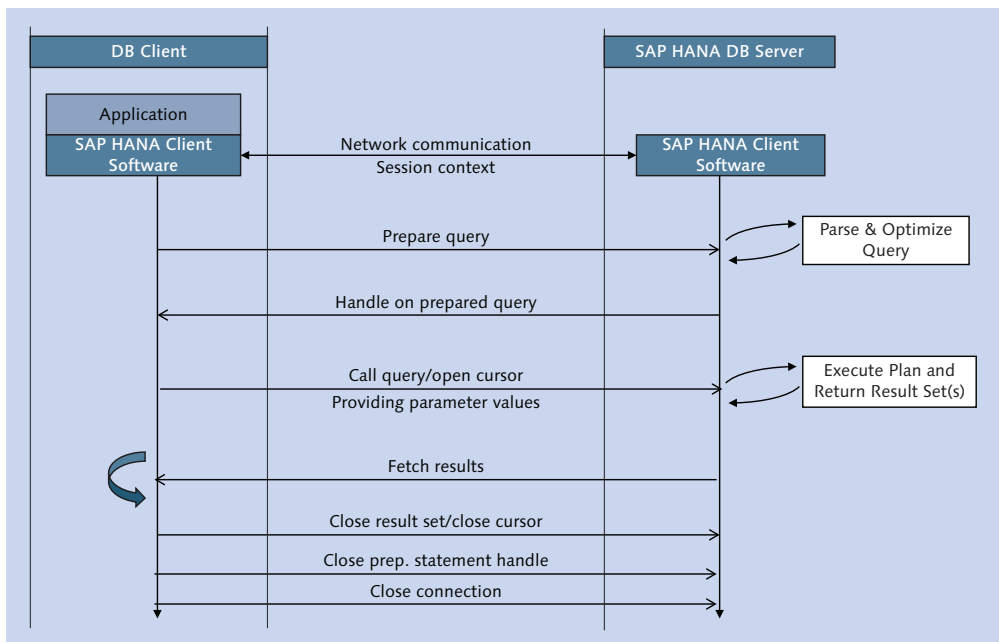 DB Client
SAP HANA DB Server
Application
SAP HANA Client
Software
Network communication
Session context
SAP HANA Client
Software
Prepare query
Parse & Optimize
Query
Handle on prepared query
Call query/open cursor
Providing parameter values
Execute Plan and
Return Result Set(s)
Fetch results
Close result set/close cursor
Close prep. statement handle
Close connection